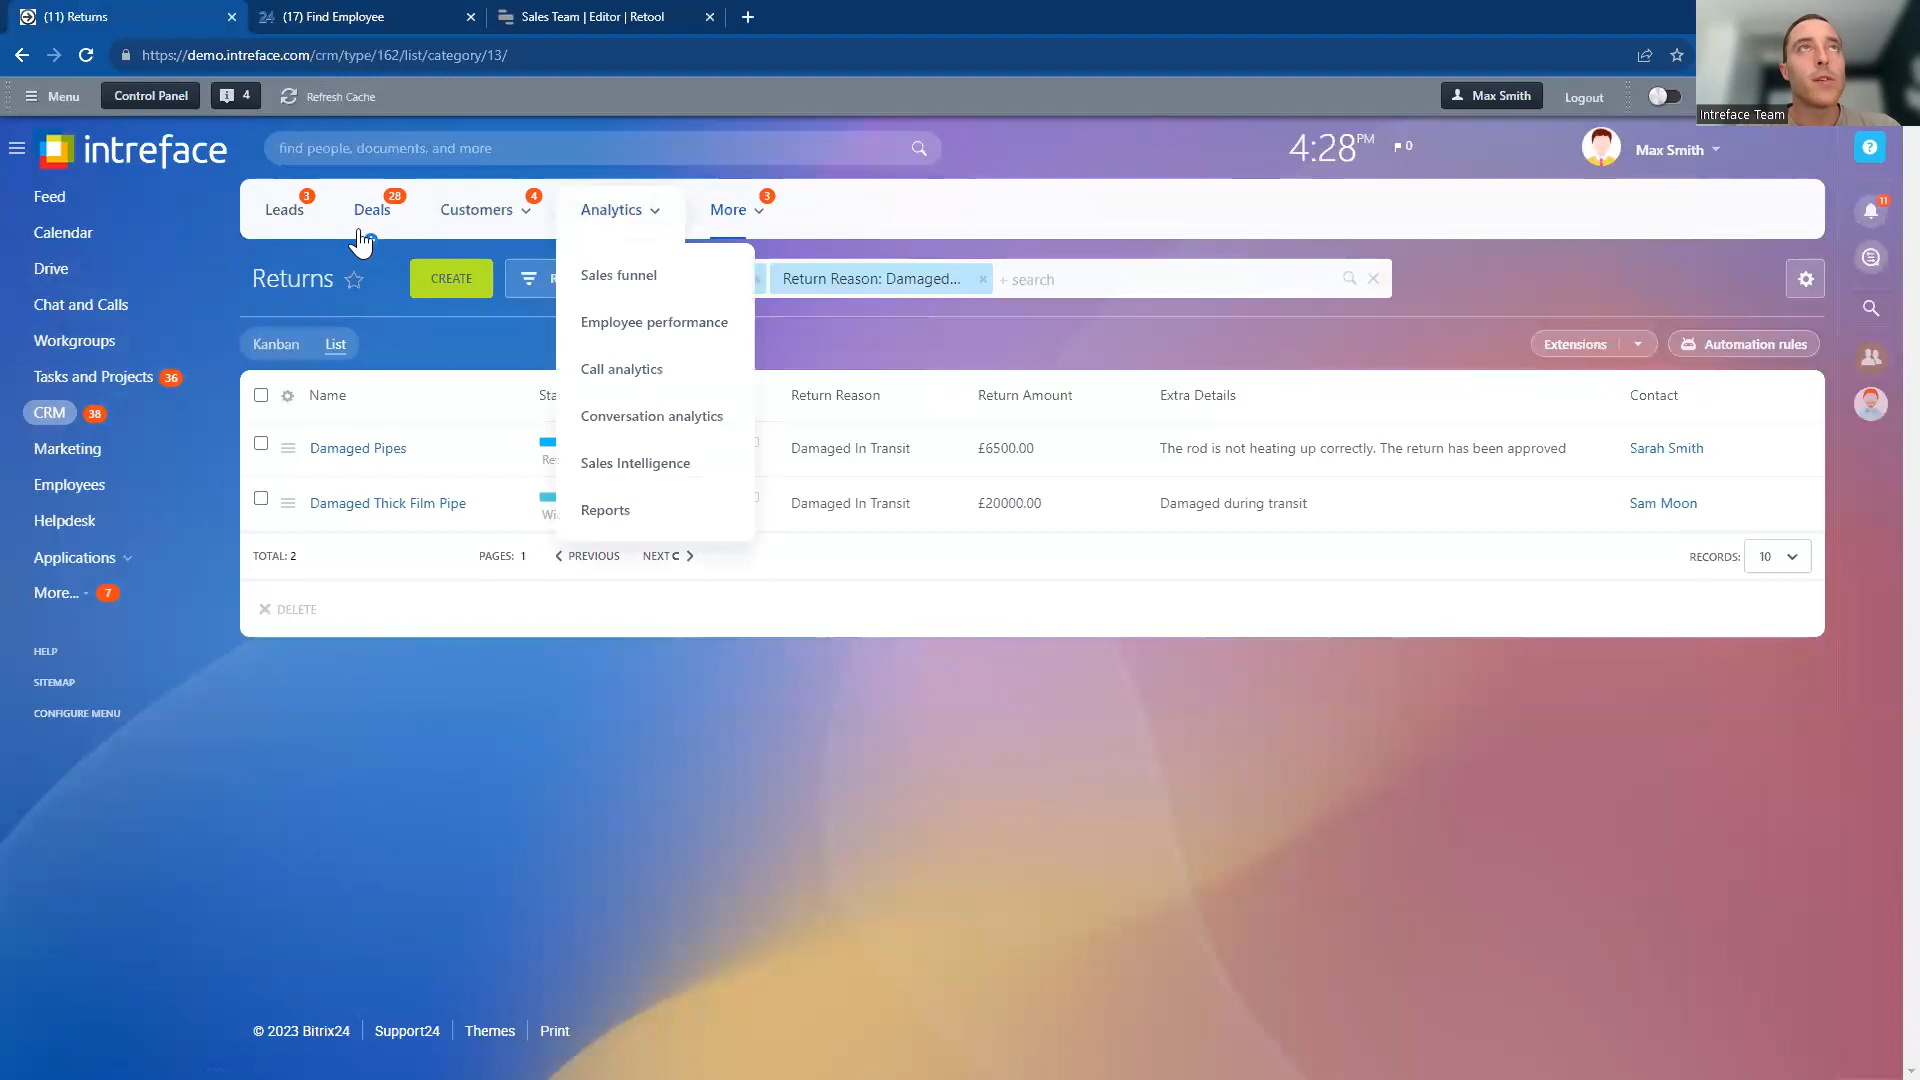 (11) Returns
24 (17) Find Employee
Sales Team | Editor | Retool
https://demo.intreface.com/crm/type/162/list/category/13/
Menu
Control Panel
4
Refresh Cache
Max Smith
Logout
Intreface Team
intreface
find people, documents, and more
4:28 PM
0
Max Smith
Feed
Calendar
Drive
Chat and Calls
Workgroups
Tasks and Projects 36
CRM 38
Marketing
Employees
Helpdesk
Applications
More... 7
HELP
SITEMAP
CONFIGURE MENU
Leads 3
Deals 28
Customers 4
Analytics
More 3
11
Returns
CREATE
Return Reason: Damaged...
+ search
Sales funnel
Employee performance
Call analytics
Conversation analytics
Sales Intelligence
Reports
Kanban
List
Extensions
Automation rules
Name
Sta
Return Reason
Return Amount
Extra Details
Contact
Damaged Pipes
Re
Damaged In Transit
£6500.00
The rod is not heating up correctly. The return has been approved
Sarah Smith
Damaged Thick Film Pipe
Wi
Damaged In Transit
£20000.00
Damaged during transit
Sam Moon
TOTAL: 2
PAGES: 1
PREVIOUS
NEXT
RECORDS: 10
DELETE
© 2023 Bitrix24
Support24
Themes
Print